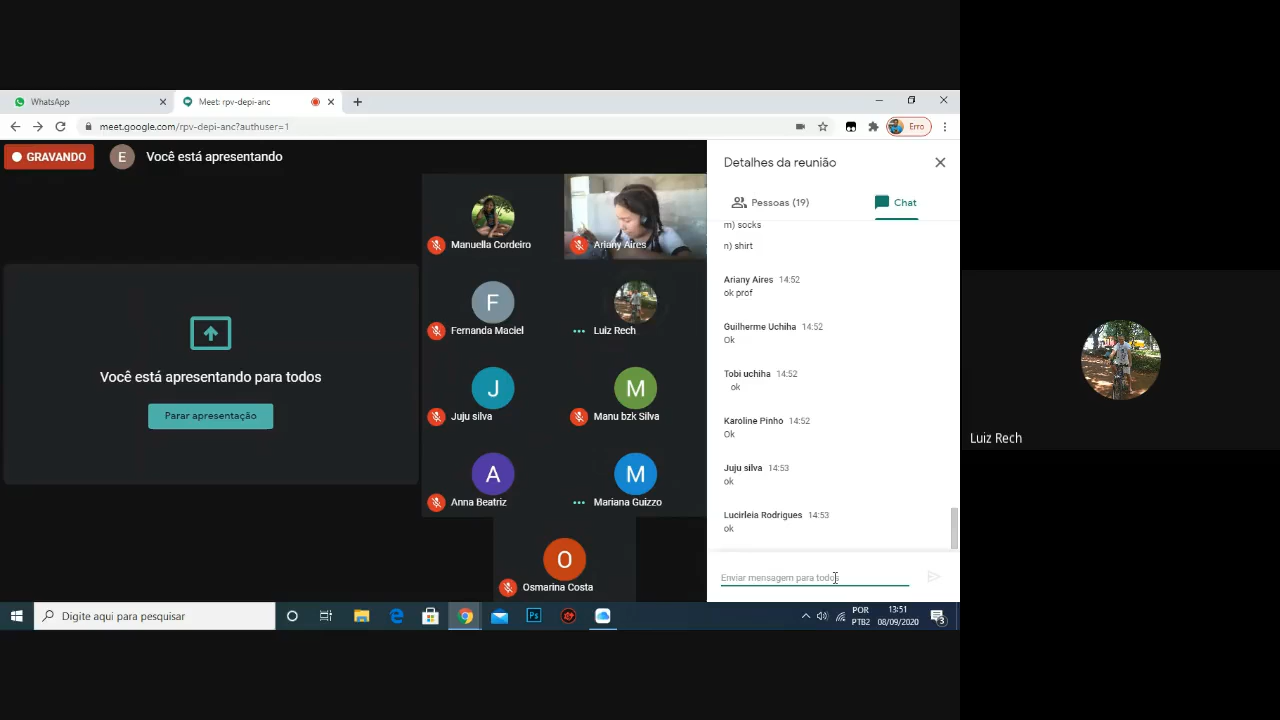 WhatsApp
Meet: rpv-depi-anc
meet.google.com/rpv-depi-anc?authuser=1
Erro
GRAVANDO
E
Você está apresentando
Você está apresentando para todos
Parar apresentação
Manuella Cordeiro
Ariany Aires
F
Fernanda Maciel
Luiz Rech
J
Juju silva
M
Manu bzk Silva
A
Anna Beatriz
M
Mariana Guizzo
O
Osmarina Costa
Detalhes da reunião
Pessoas (19)
Chat
m) socks
n) shirt
Ariany Aires 14:52
ok prof
Guilherme Uchiha 14:52
Ok
Tobi uchiha 14:52
ok
Karoline Pinho 14:52
Ok
Juju silva 14:53
ok
Lucirleia Rodrigues 14:53
ok
Enviar mensagem para todos
Luiz Rech
Digite aqui para pesquisar
Ps
POR
PTB2
13:51
08/09/2020
3